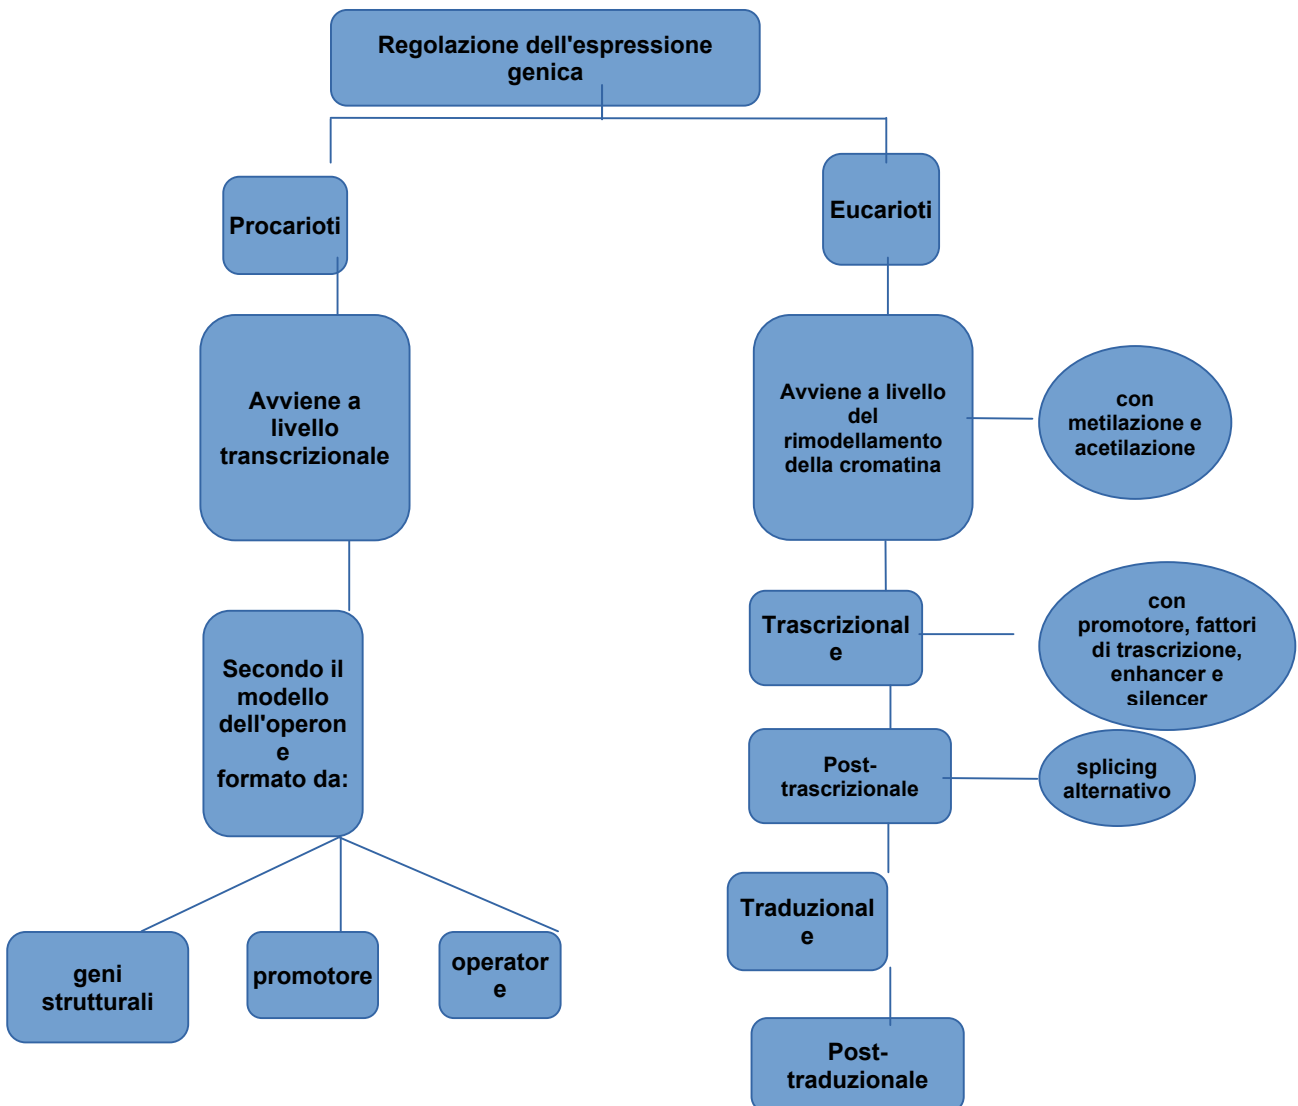 Regolazione dell'espressione
genica
Procarioti
Eucarioti
Avviene a
livello
transcrizionale
Avviene a livello
del
rimodellamento
della cromatina
con
metilazione e
acetilazione
Secondo il
modello
dell'operon
e
formato da:
Trascrizional
e
con
promotore, fattori
di trascrizione,
enhancer e
silencer
Post-
trascrizionale
splicing
alternativo
geni
strutturali
promotore
operator
e
Traduzional
e
Post-
traduzionale